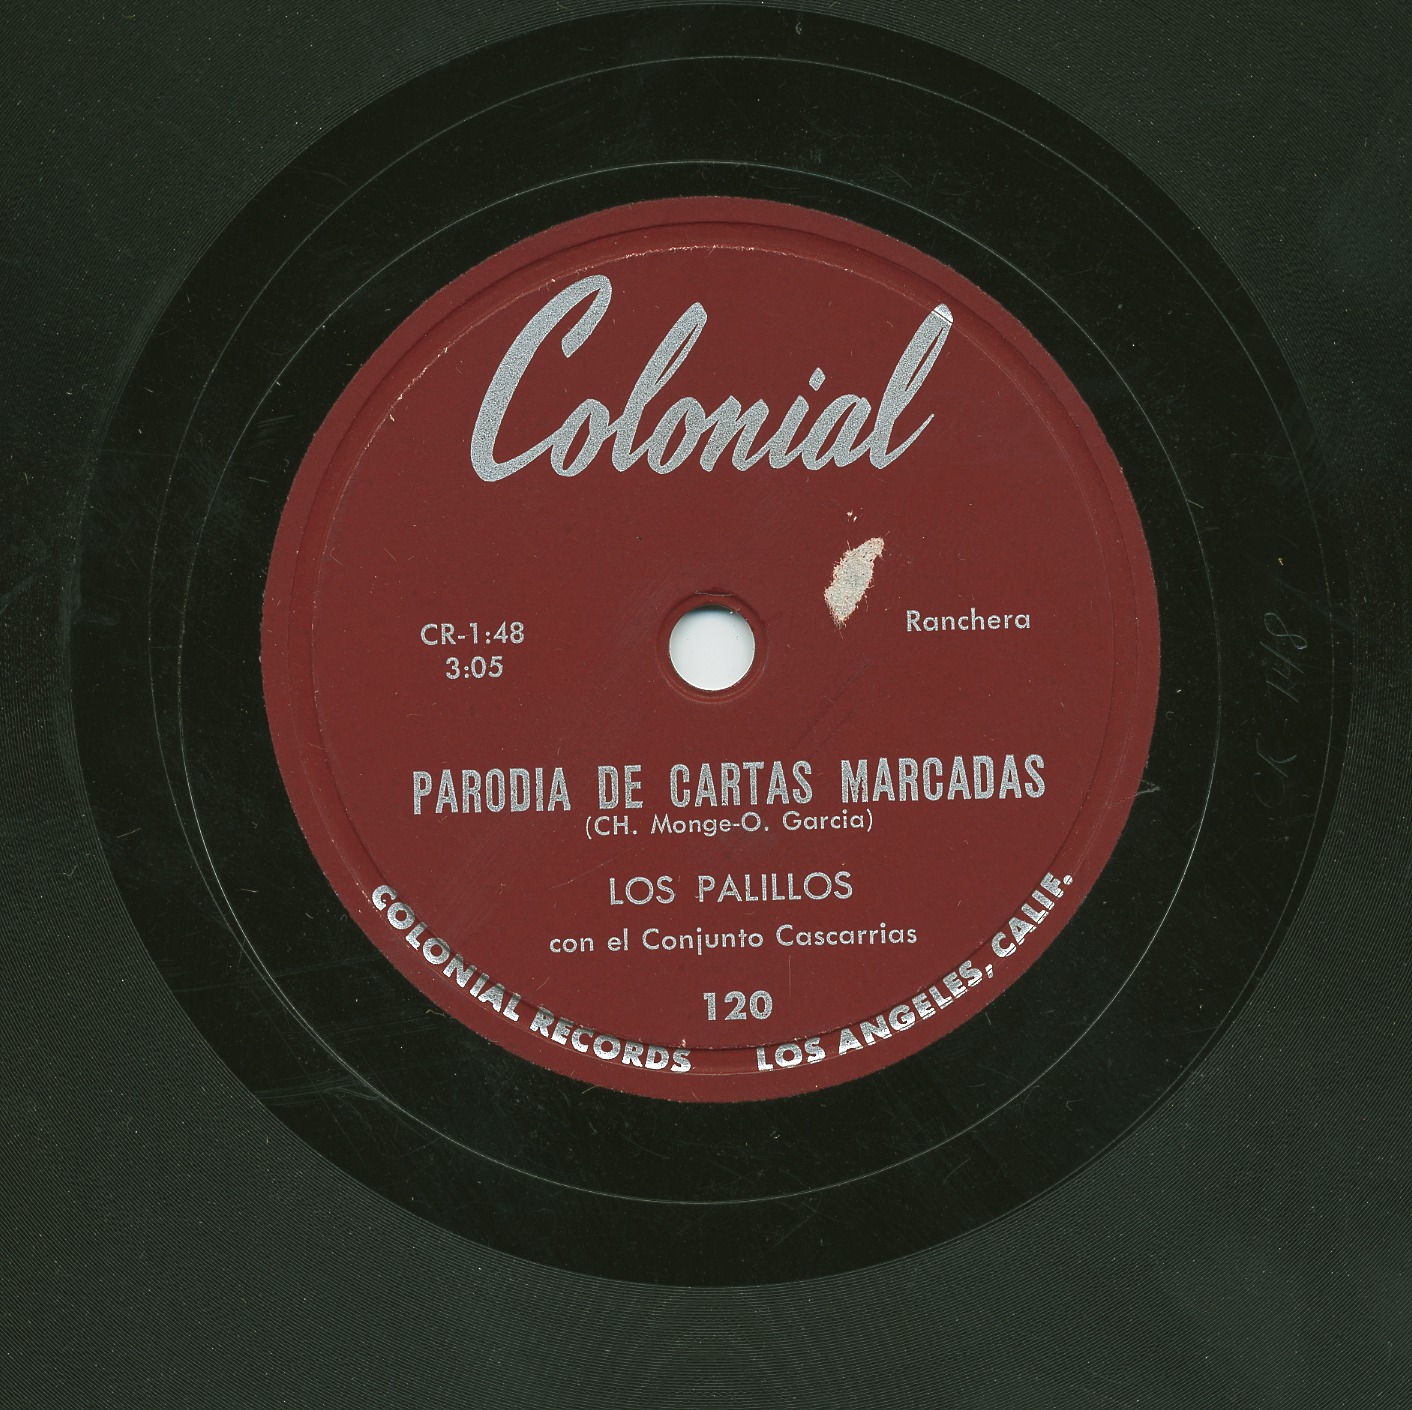 Colonial
CR-1:48
3:05
Ranchera
PARODIA DE CARTAS MARCADAS
(CH. Monge-O. Garcia)
LOS PALILLOS
con el Conjunto Cascarrias
120
COLONIAL RECORDS LOS ANGELES, CALIF.